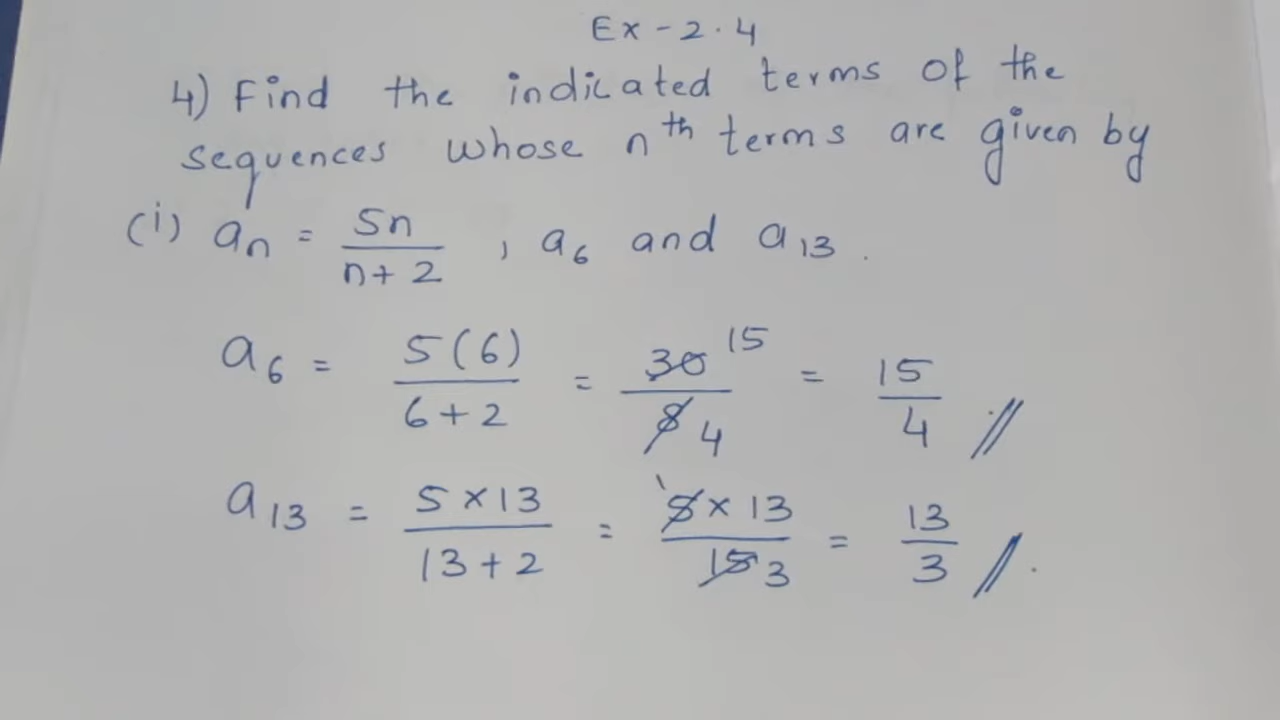 Ex - 2.4
4) Find the indicated terms of the
sequences whose nth terms are given by
(i) an = 5n/n+2 , a6 and a13.
a6 = 5(6)/6+2 = 30 15/8 4 = 15/4 //
a13 = 5×13/13+2 = 1 5×13/15 3 = 13/3 //.